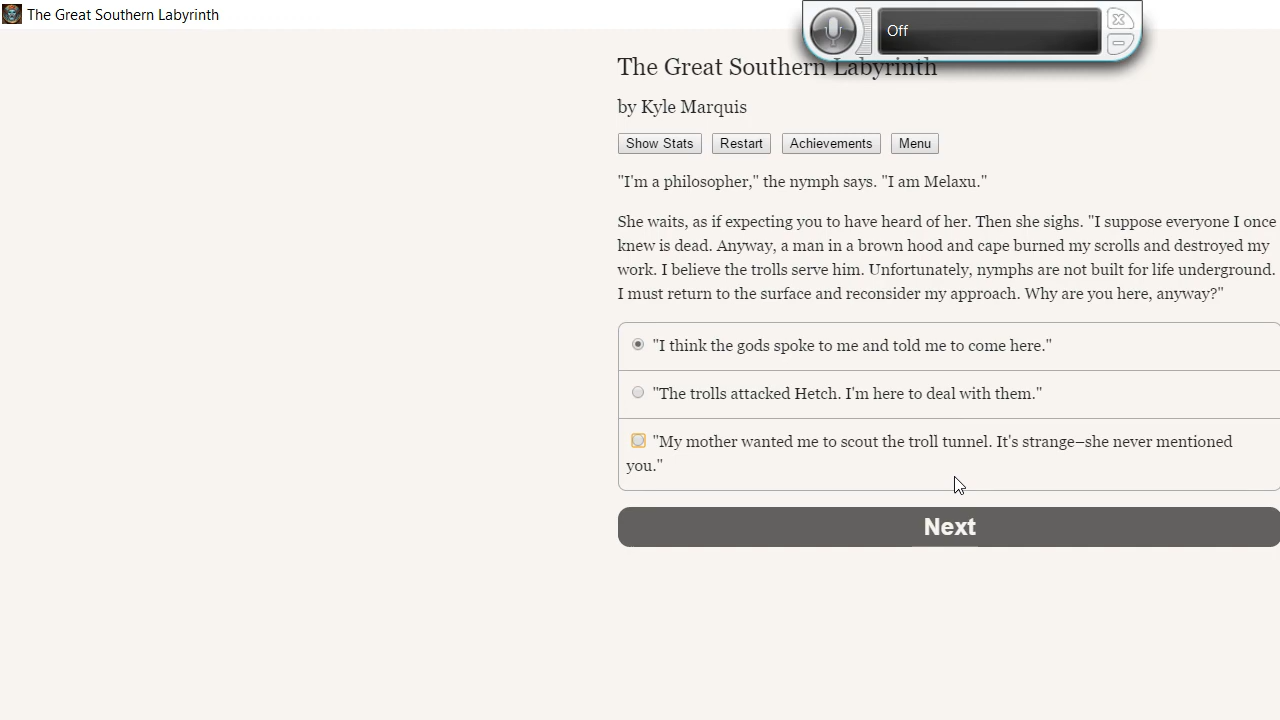 The Great Southern Labyrinth
Off
The Great Southern Labyrinth
by Kyle Marquis
Show Stats Restart Achievements Menu
"I'm a philosopher," the nymph says. "I am Melaxu."
She waits, as if expecting you to have heard of her. Then she sighs. "I suppose everyone I once
knew is dead. Anyway, a man in a brown hood and cape burned my scrolls and destroyed my
work. I believe the trolls serve him. Unfortunately, nymphs are not built for life underground.
I must return to the surface and reconsider my approach. Why are you here, anyway?"
"I think the gods spoke to me and told me to come here."
"The trolls attacked Hetch. I'm here to deal with them."
"My mother wanted me to scout the troll tunnel. It's strange–she never mentioned
you."
Next